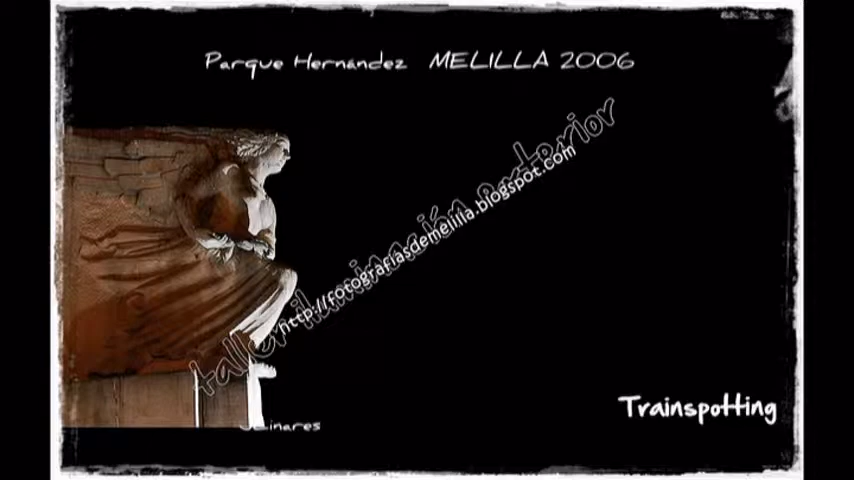 Parque Hernández MELILLA 2006
taller iluminación exterior
http://fotografiasdemelilla.blogspot.com
Trainspotting